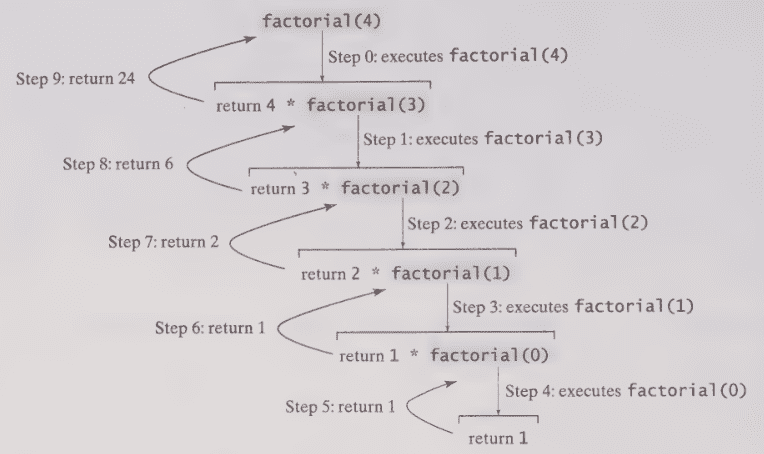 factorial(4)
Step 0: executes factorial(4)
Step 9: return 24
return 4 * factorial(3)
Step 1: executes factorial(3)
Step 8: return 6
return 3 * factorial(2)
Step 2: executes factorial(2)
Step 7: return 2
return 2 * factorial(1)
Step 3: executes factorial(1)
Step 6: return 1
return 1 * factorial(0)
Step 4: executes factorial(0)
Step 5: return 1
return 1